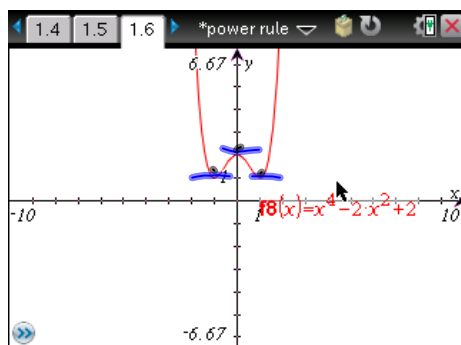 1.4 1.5 1.6 *power rule
6.67 y
1
x
-10 1 10
f8(x)=x⁴-2·x²+2
-6.67